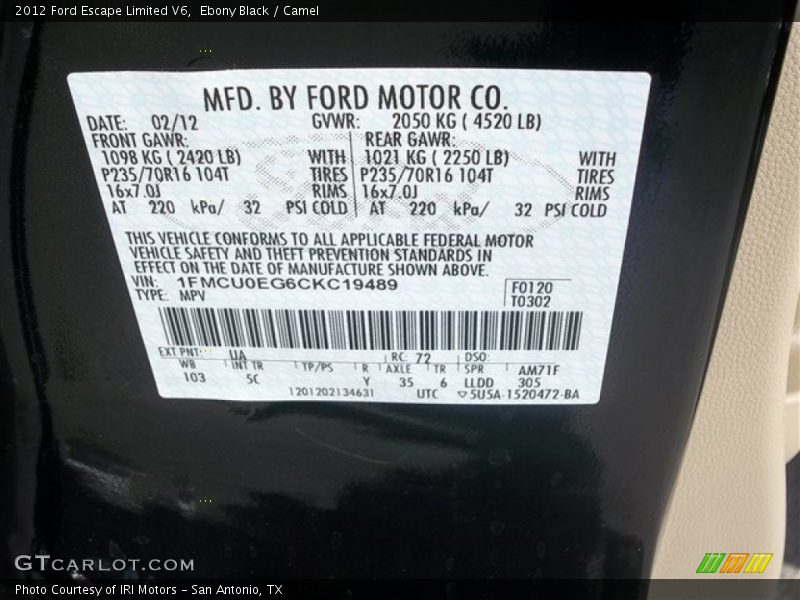 2012 Ford Escape Limited V6,  Ebony Black / Camel
MFD. BY FORD MOTOR CO.
DATE: 02/12 GVWR: 2050 KG ( 4520 LB)
FRONT GAWR: REAR GAWR:
1098 KG ( 2420 LB) WITH 1021 KG ( 2250 LB) WITH
P235/70R16 104T TIRES P235/70R16 104T TIRES
16x7.0J RIMS 16x7.0J RIMS
AT 220 kPa/ 32 PSI COLD AT 220 kPa/ 32 PSI COLD
THIS VEHICLE CONFORMS TO ALL APPLICABLE FEDERAL MOTOR
VEHICLE SAFETY AND THEFT PREVENTION STANDARDS IN
EFFECT ON THE DATE OF MANUFACTURE SHOWN ABOVE.
VIN: 1FMCU0EG6CKC19489 F0120
TYPE: MPV T0302
EXT PNT: UA RC: 72 DSO:
WB INT TR TP/PS R AXLE TR SPR AM71F
103 5C Y 35 6 LLDD 305
1201202134631 UTC ▽5U5A-1520472-BA
GTCARLOT.COM
Photo Courtesy of IRI Motors – San Antonio, TX